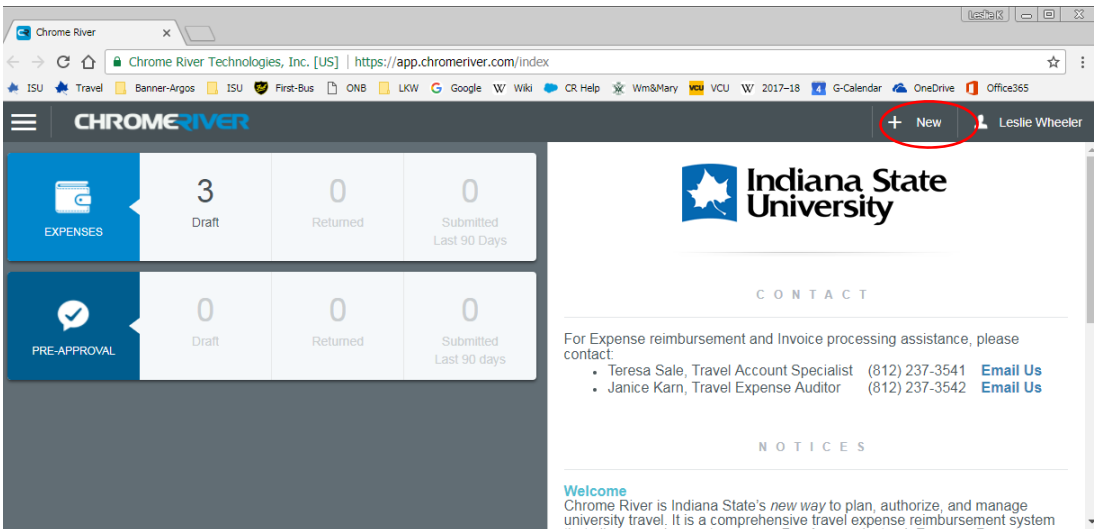 Leslie K
Chrome River
Chrome River Technologies, Inc. [US] | https://app.chromeriver.com/index
ISU Travel Banner-Argos ISU First-Bus ONB LKW G Google W Wiki CR Help Wm&Mary VCU VCU W 2017–18 4 G-Calendar OneDrive Office365
CHROMERIVER
+ New Leslie Wheeler
EXPENSES
3
Draft
0
Returned
0
Submitted
Last 90 Days
PRE-APPROVAL
0
Draft
0
Returned
0
Submitted
Last 90 days
Indiana State
University
CONTACT
For Expense reimbursement and Invoice processing assistance, please
contact:
• Teresa Sale, Travel Account Specialist (812) 237-3541 Email Us
• Janice Karn, Travel Expense Auditor (812) 237-3542 Email Us
NOTICES
Welcome
Chrome River is Indiana State's new way to plan, authorize, and manage
university travel. It is a comprehensive travel expense reimbursement system